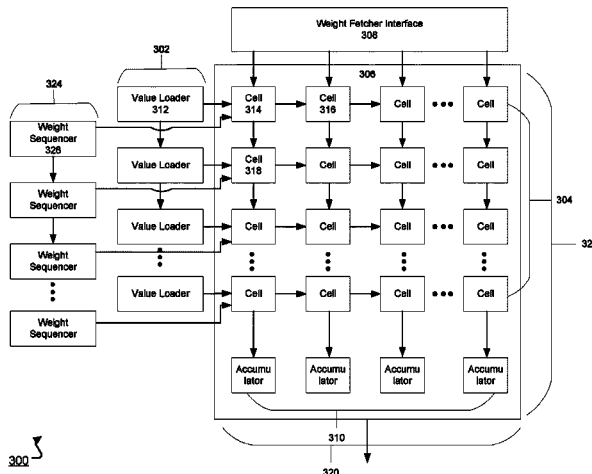 Weight Fetcher Interface
308
302
306
324
Value Loader
312
Cell
314
Cell
316
Cell
Cell
Weight
Sequencer
326
Value Loader
Cell
318
Cell
Cell
Cell
Weight
Sequencer
304
Value Loader
Cell
Cell
Cell
Cell
32
Weight
Sequencer
Value Loader
Cell
Cell
Cell
Cell
Weight
Sequencer
Accumu
lator
Accumu
lator
Accumu
lator
Accumu
lator
310
300
320